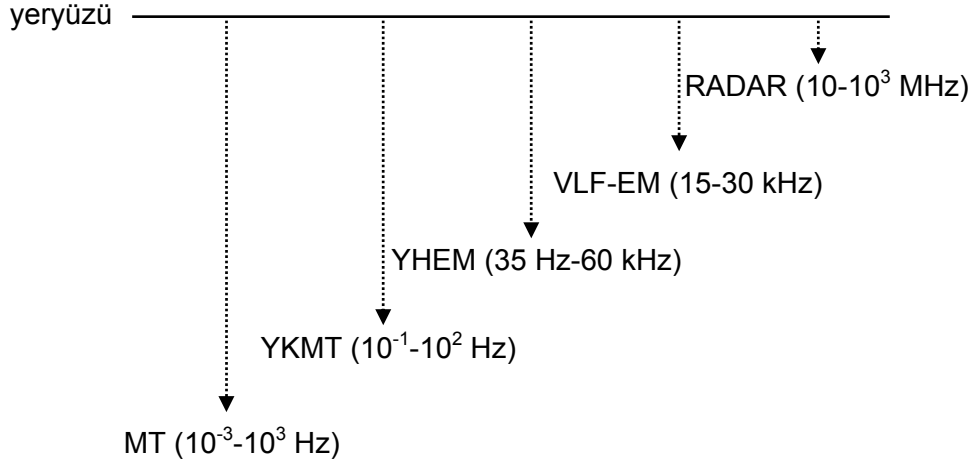 yeryüzü
RADAR (10-10³ MHz)
VLF-EM (15-30 kHz)
YHEM (35 Hz-60 kHz)
YKMT (10⁻¹-10² Hz)
MT (10⁻³-10³ Hz)